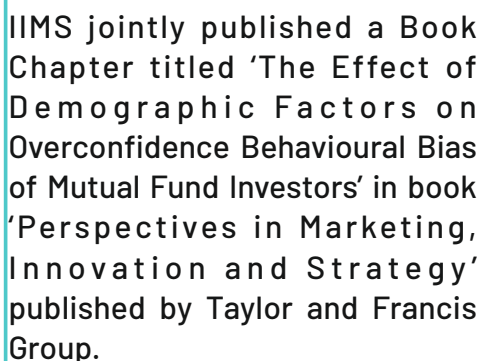 IIMS jointly published a Book
Chapter titled ‘The Effect of
Demographic Factors on
Overconfidence Behavioural Bias
of Mutual Fund Investors’ in book
‘Perspectives in Marketing,
Innovation and Strategy’
published by Taylor and Francis
Group.